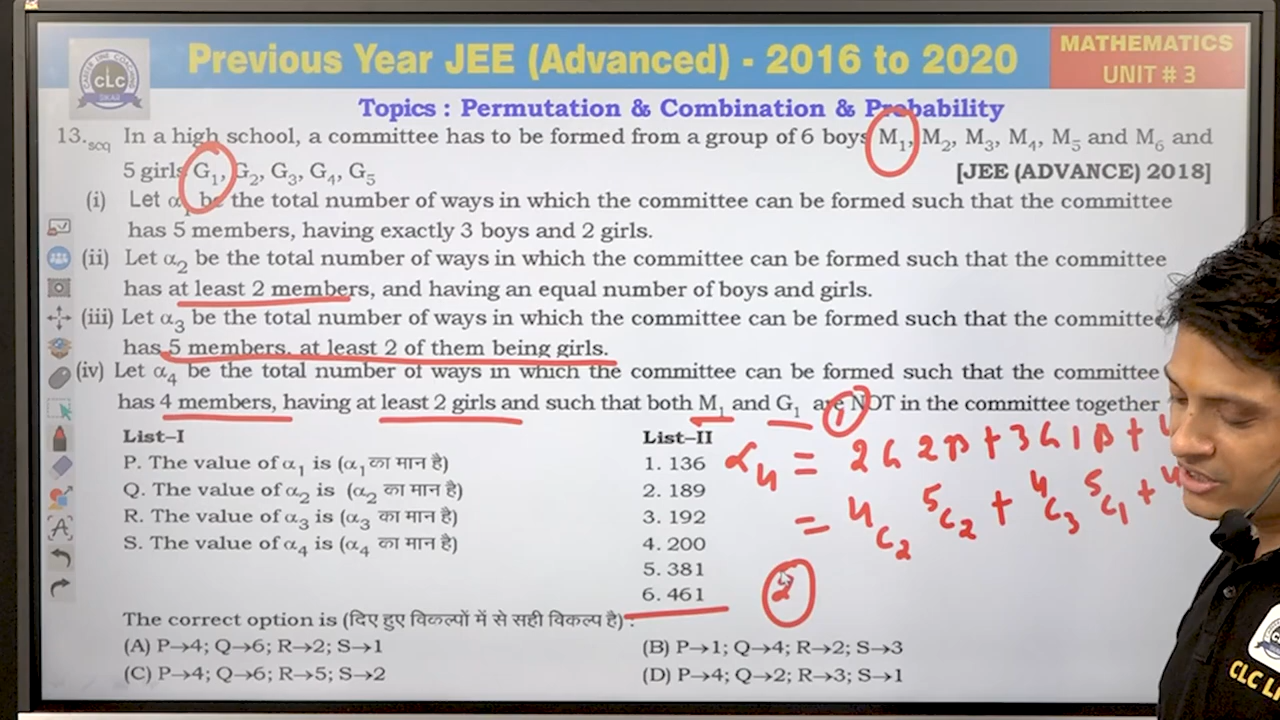 Previous Year JEE (Advanced) - 2016 to 2020
MATHEMATICS
UNIT # 3
CLC
Topics : Permutation & Combination & Probability
13.scq In a high school, a committee has to be formed from a group of 6 boys M₁, M₂, M₃, M₄, M₅ and M₆ and
5 girls G₁, G₂, G₃, G₄, G₅ [JEE (ADVANCE) 2018]
(i) Let α₁ be the total number of ways in which the committee can be formed such that the committee
has 5 members, having exactly 3 boys and 2 girls.
(ii) Let α₂ be the total number of ways in which the committee can be formed such that the committee
has at least 2 members, and having an equal number of boys and girls.
(iii) Let α₃ be the total number of ways in which the committee can be formed such that the committee
has 5 members, at least 2 of them being girls.
(iv) Let α₄ be the total number of ways in which the committee can be formed such that the committee
has 4 members, having at least 2 girls and such that both M₁ and G₁ are NOT in the committee together
List–I
P. The value of α₁ is (α₁ का मान है)
Q. The value of α₂ is (α₂ का मान है)
R. The value of α₃ is (α₃ का मान है)
S. The value of α₄ is (α₄ का मान है)
List–II
1. 136
2. 189
3. 192
4. 200
5. 381
6. 461
①
α₄ = 2G 2B + 3G 1B + 4
= ⁴C₂ ⁵C₂ + ⁴C₃ ⁵C₁ + ⁴
②
The correct option is (दिए हुए विकल्पों में से सही विकल्प है) :
(A) P→4; Q→6; R→2; S→1
(B) P→1; Q→4; R→2; S→3
(C) P→4; Q→6; R→5; S→2
(D) P→4; Q→2; R→3; S→1
CLC